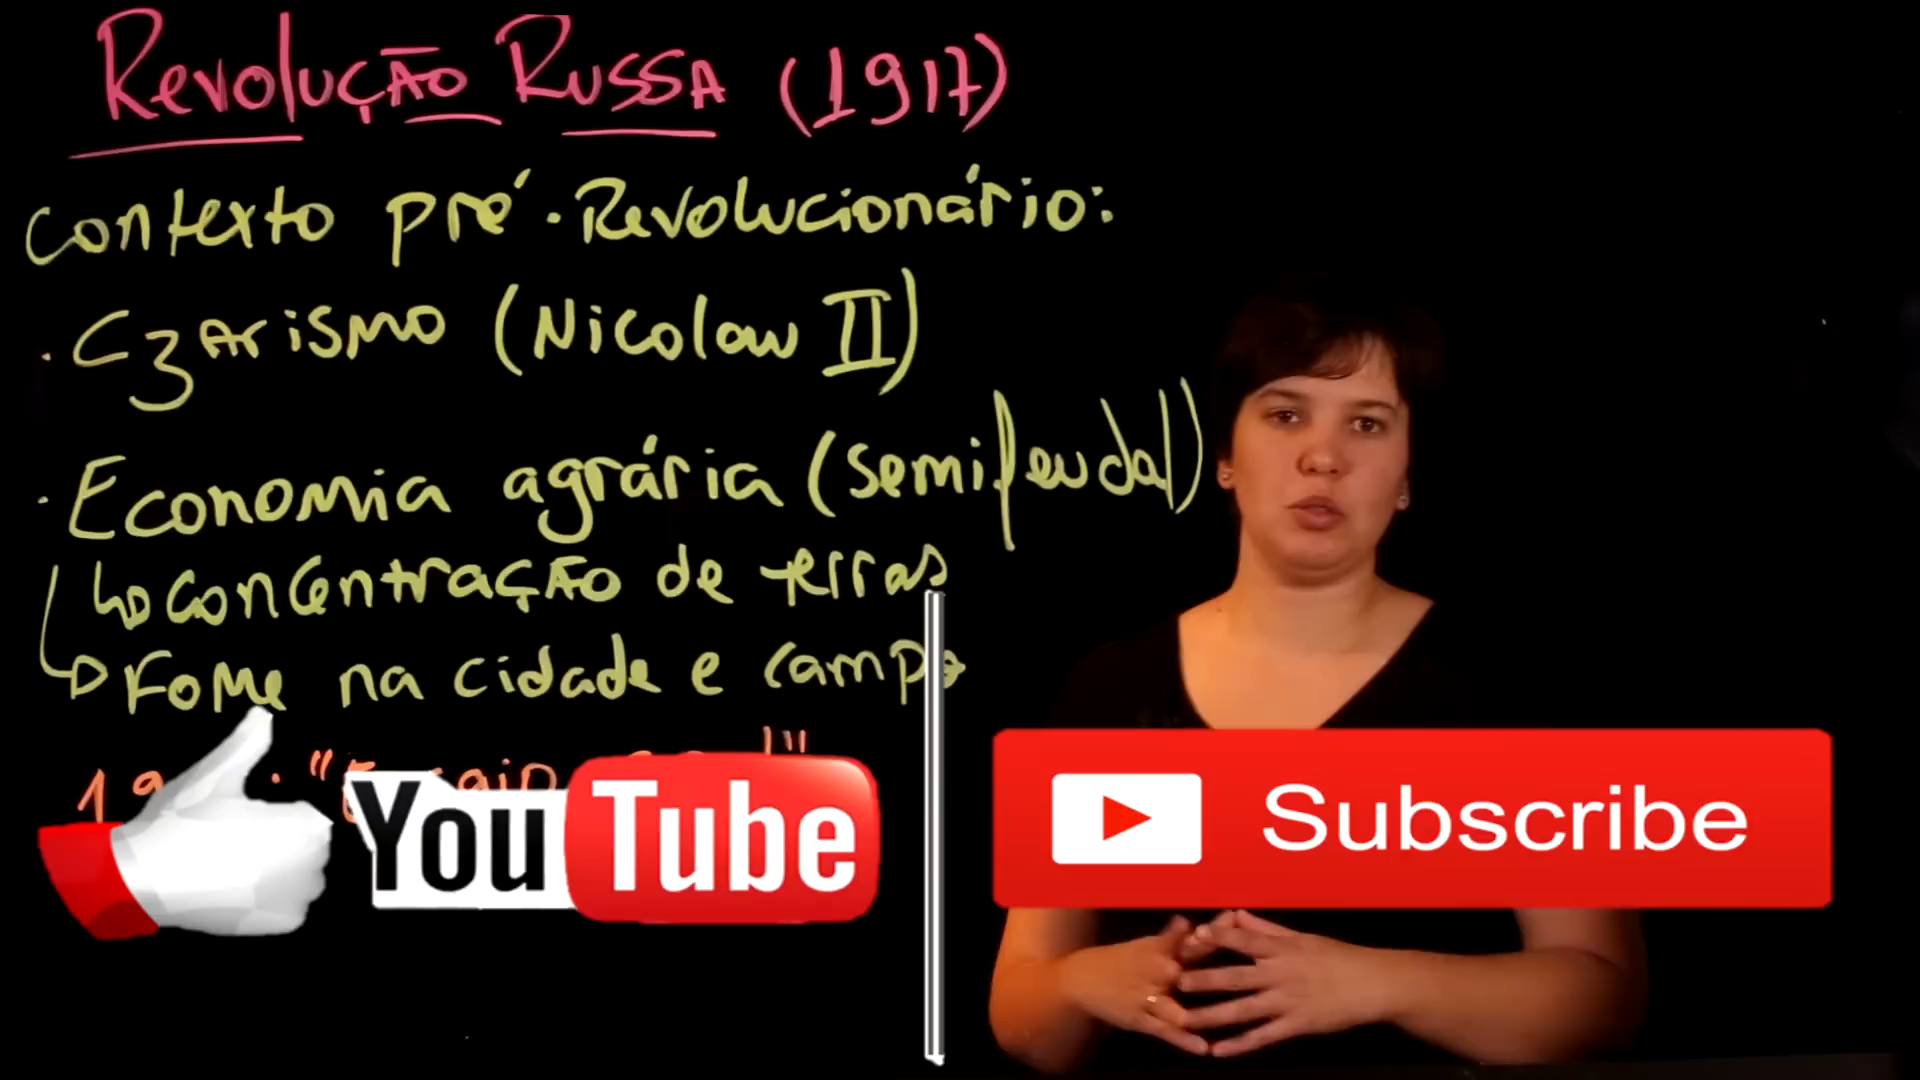 Revolução Russa (1917)
Contexto pré-Revolucionário:
· Czarismo (Nicolau II)
· Economia agrária (semifeudal)
↳ Concentração de terras
↳ Fome na cidade e campo
YouTube
Subscribe